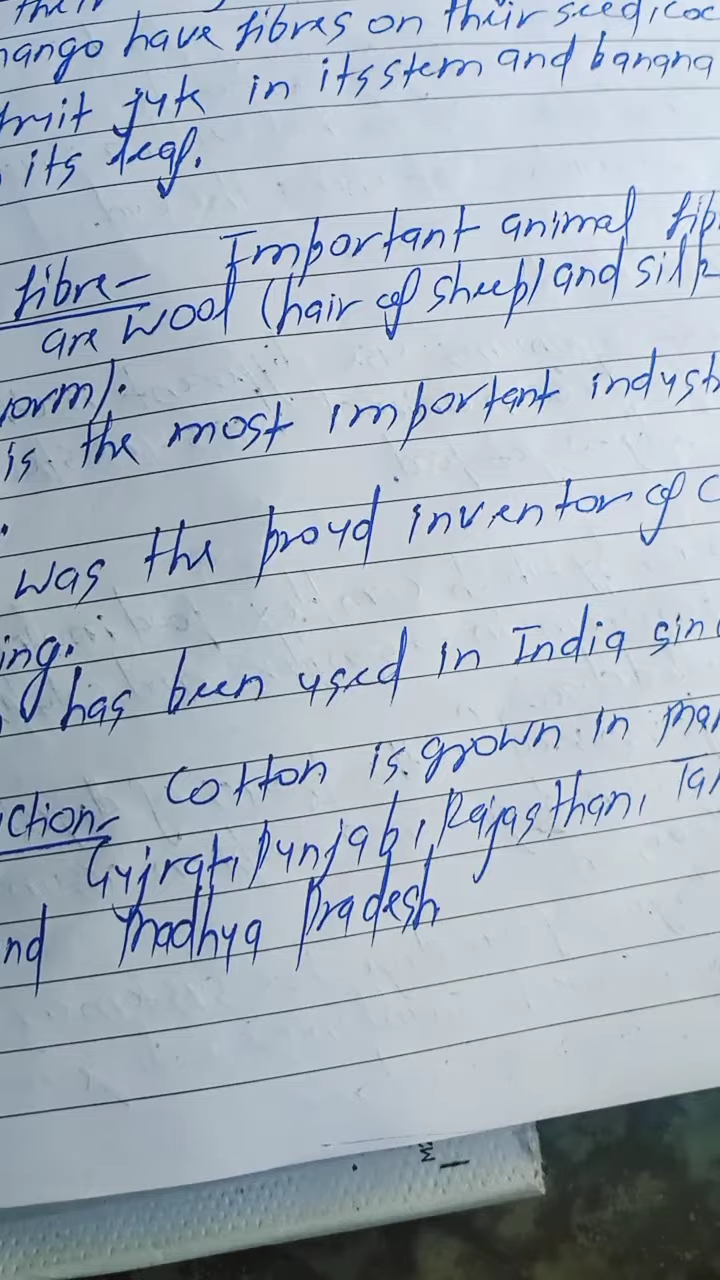 their
mango have fibres on their seed, coc
fruit jute in its stem and banana
its leaf.
fibre- Important animal fib
are wool (hair of sheep) and silk
worm).
is the most important indust
was the proud inventor of c
ing.
has been used in India sin
ction- Cotton is grown in Mah
Gujrat, Punjab, Rajasthan, Ta
nd Madhya Pradesh